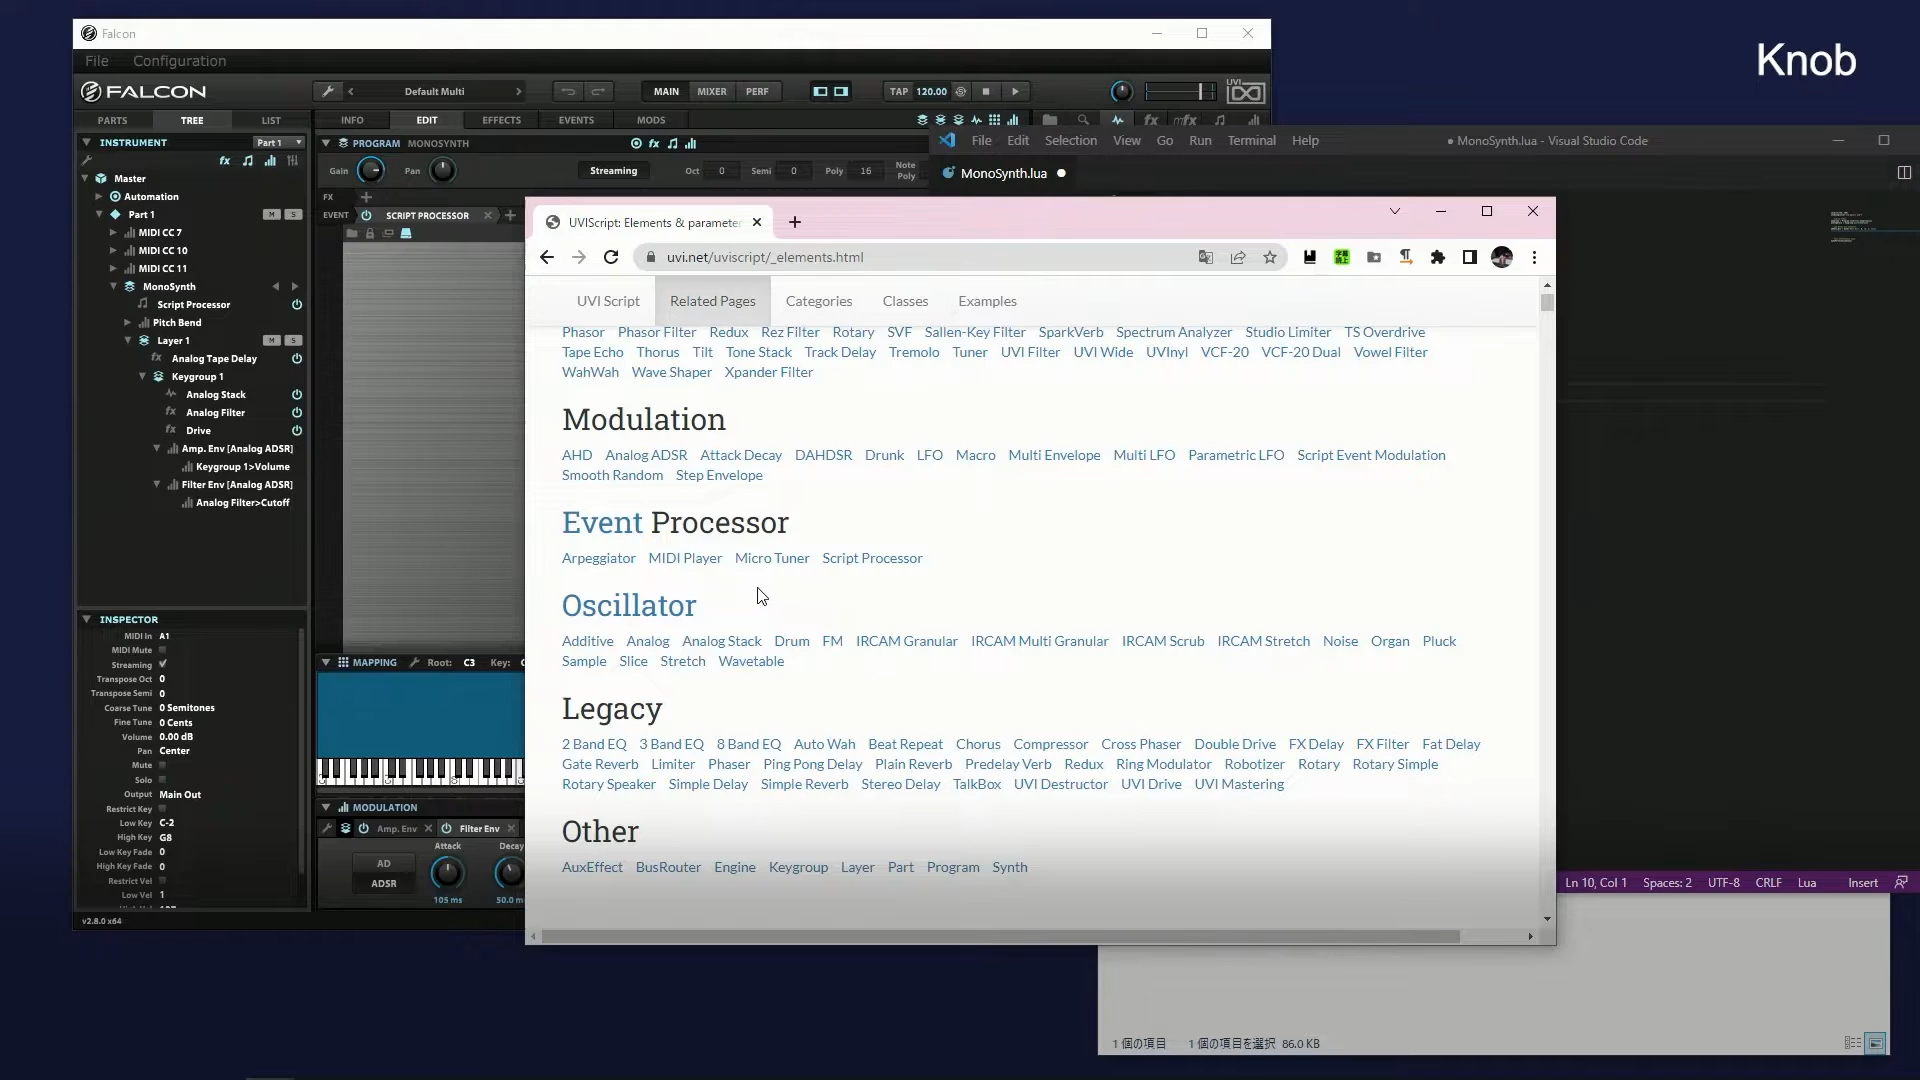 Falcon
Knob
File Configuration
FALCON
Default Multi
MAIN MIXER PERF
TAP 120.00
UVI
PARTS TREE LIST
INFO EDIT EFFECTS EVENTS MODS
INSTRUMENT Part 1
PROGRAM MONOSYNTH
Gain Pan Streaming Oct 0 Semi 0 Poly 16 Note Poly
FX
EVENT SCRIPT PROCESSOR
Master
Automation
Part 1 M S
MIDI CC 7
MIDI CC 10
MIDI CC 11
MonoSynth
Script Processor
Pitch Bend
Layer 1 M S
Analog Tape Delay
Keygroup 1
Analog Stack
Analog Filter
Drive
Amp. Env [Analog ADSR]
Keygroup 1>Volume
Filter Env [Analog ADSR]
Analog Filter>Cutoff
INSPECTOR
MIDI In A1
MIDI Mute
Streaming
Transpose Oct 0
Transpose Semi 0
Coarse Tune 0 Semitones
Fine Tune 0 Cents
Volume 0.00 dB
Pan Center
Mute
Solo
Output Main Out
Restrict Key
Low Key C-2
High Key G8
Low Key Fade 0
High Key Fade 0
Restrict Vel
Low Vel 1
v2.8.0 x64
MAPPING Root: C3 Key:
MODULATION
Amp. Env Filter Env
AD
ADSR
Attack Decay
105 ms 50.0 m
File Edit Selection View Go Run Terminal Help
● MonoSynth.lua - Visual Studio Code
MonoSynth.lua ●
UVIScript: Elements & parameter
uvi.net/uviscript/_elements.html
UVI Script Related Pages Categories Classes Examples
Phasor Phasor Filter Redux Rez Filter Rotary SVF Sallen-Key Filter SparkVerb Spectrum Analyzer Studio Limiter TS Overdrive
Tape Echo Thorus Tilt Tone Stack Track Delay Tremolo Tuner UVI Filter UVI Wide UVInyl VCF-20 VCF-20 Dual Vowel Filter
WahWah Wave Shaper Xpander Filter
Modulation
AHD Analog ADSR Attack Decay DAHDSR Drunk LFO Macro Multi Envelope Multi LFO Parametric LFO Script Event Modulation
Smooth Random Step Envelope
Event Processor
Arpeggiator MIDI Player Micro Tuner Script Processor
Oscillator
Additive Analog Analog Stack Drum FM IRCAM Granular IRCAM Multi Granular IRCAM Scrub IRCAM Stretch Noise Organ Pluck
Sample Slice Stretch Wavetable
Legacy
2 Band EQ 3 Band EQ 8 Band EQ Auto Wah Beat Repeat Chorus Compressor Cross Phaser Double Drive FX Delay FX Filter Fat Delay
Gate Reverb Limiter Phaser Ping Pong Delay Plain Reverb Predelay Verb Redux Ring Modulator Robotizer Rotary Rotary Simple
Rotary Speaker Simple Delay Simple Reverb Stereo Delay TalkBox UVI Destructor UVI Drive UVI Mastering
Other
AuxEffect BusRouter Engine Keygroup Layer Part Program Synth
Ln 10, Col 1 Spaces: 2 UTF-8 CRLF Lua Insert
1 個の項目 1 個の項目を選択 86.0 KB